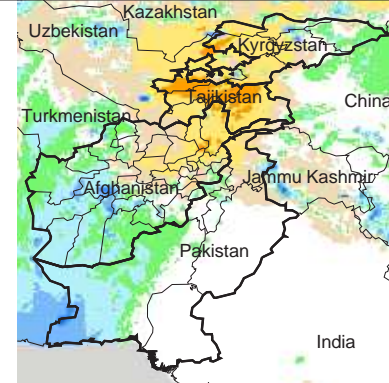 Kazakhstan
Uzbekistan
Kyrgyzstan
Tajikistan
China
Turkmenistan
Jammu Kashmir
Afghanistan
Pakistan
India